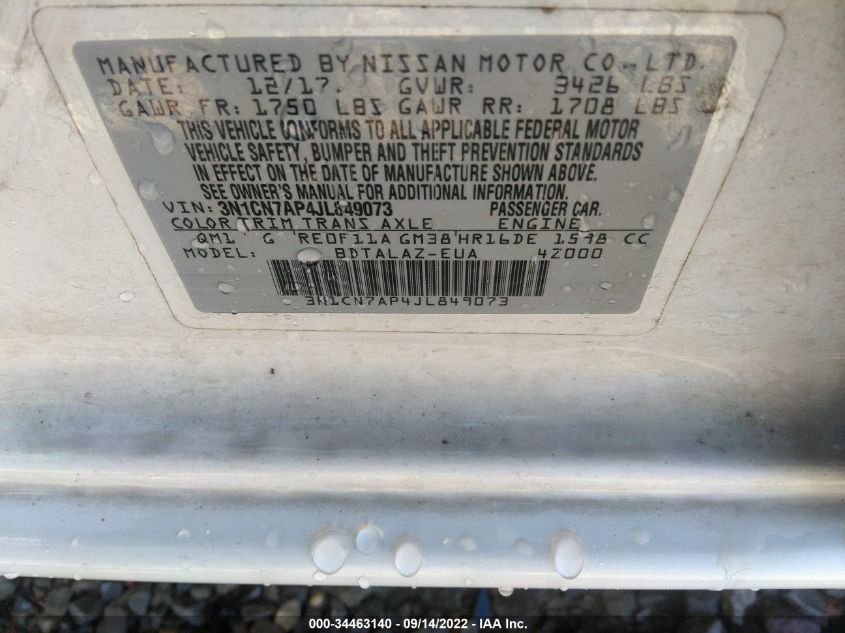 MANUFACTURED BY NISSAN MOTOR CO., LTD.
DATE: 12/17. GVWR: 3426 LBS
GAWR FR: 1750 LBS GAWR RR: 1708 LBS
THIS VEHICLE CONFORMS TO ALL APPLICABLE FEDERAL MOTOR
VEHICLE SAFETY, BUMPER AND THEFT PREVENTION STANDARDS
IN EFFECT ON THE DATE OF MANUFACTURE SHOWN ABOVE.
SEE OWNER'S MANUAL FOR ADDITIONAL INFORMATION.
VIN: 3N1CN7AP4JL849073 PASSENGER CAR.
COLOR TRIM TRANS AXLE ENGINE
QM1 G RE0F11A GM38 HR16DE 1598 CC
MODEL: BDTALAZ-EUA 4Z000
3N1CN7AP4JL849073
000-34463140 - 09/14/2022 - IAA Inc.